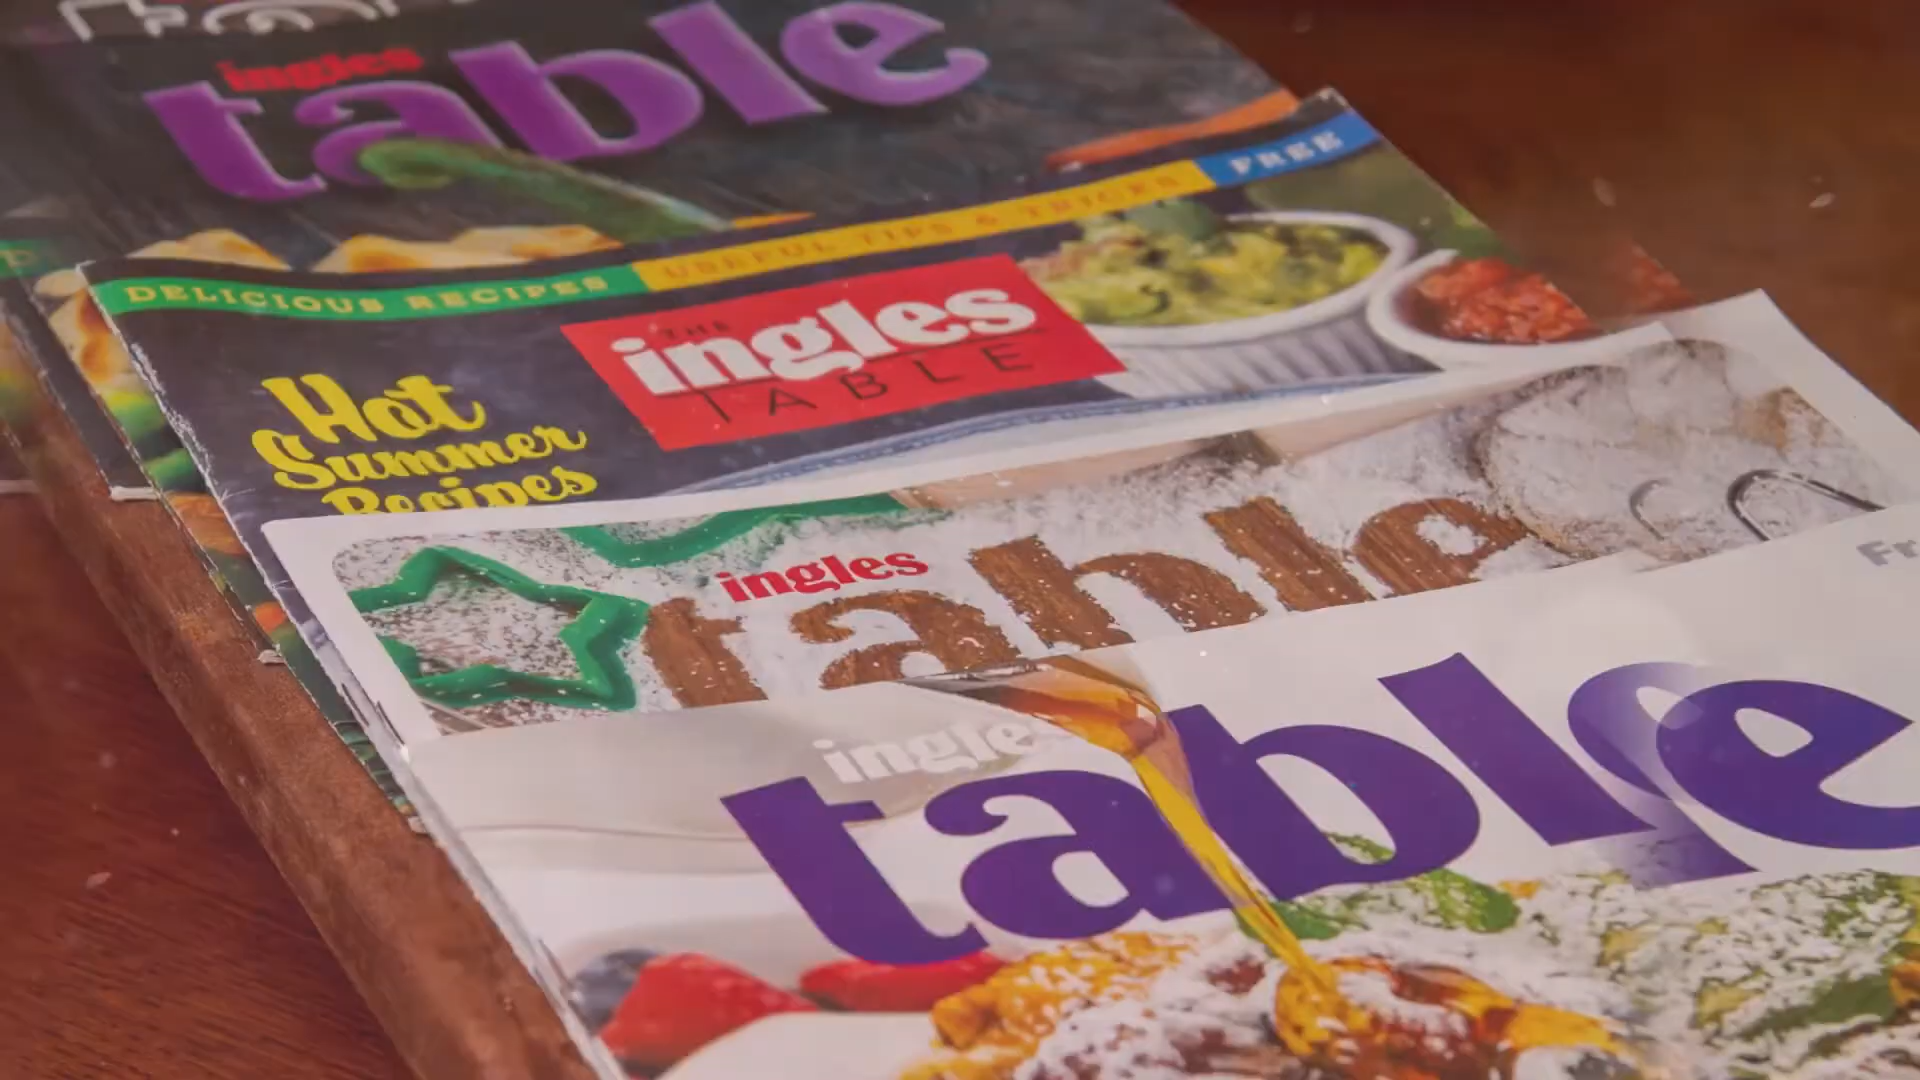 ingles
table
DELICIOUS RECIPES USEFUL TIPS & TRICKS FREE
THE
ingles
TABLE
Hot
Summer
Recipes
ingles
table
ingles
table